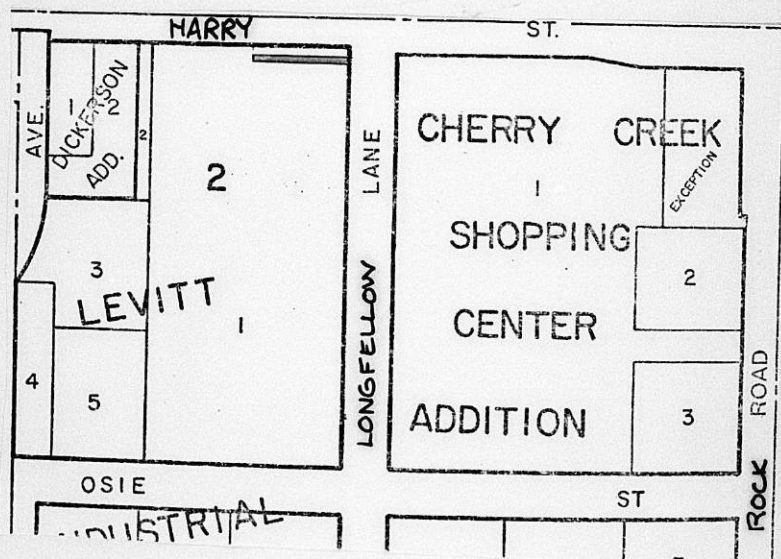 HARRY ST.
AVE.
DICKERSON
ADD.
1
2
2
2
LANE
CHERRY CREEK
1
EXCEPTION
SHOPPING
3
LEVITT
1
LONGFELLOW
CENTER
2
4
5
ADDITION
3
ROCK ROAD
OSIE ST